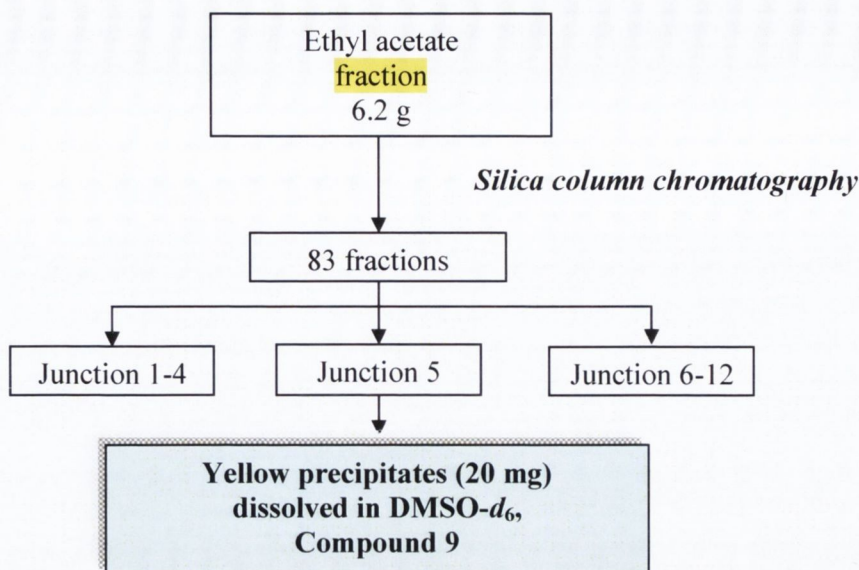 Ethyl acetate
fraction
6.2 g
Silica column chromatography
83 fractions
Junction 1-4
Junction 5
Junction 6-12
Yellow precipitates (20 mg)
dissolved in DMSO-d₆,
Compound 9